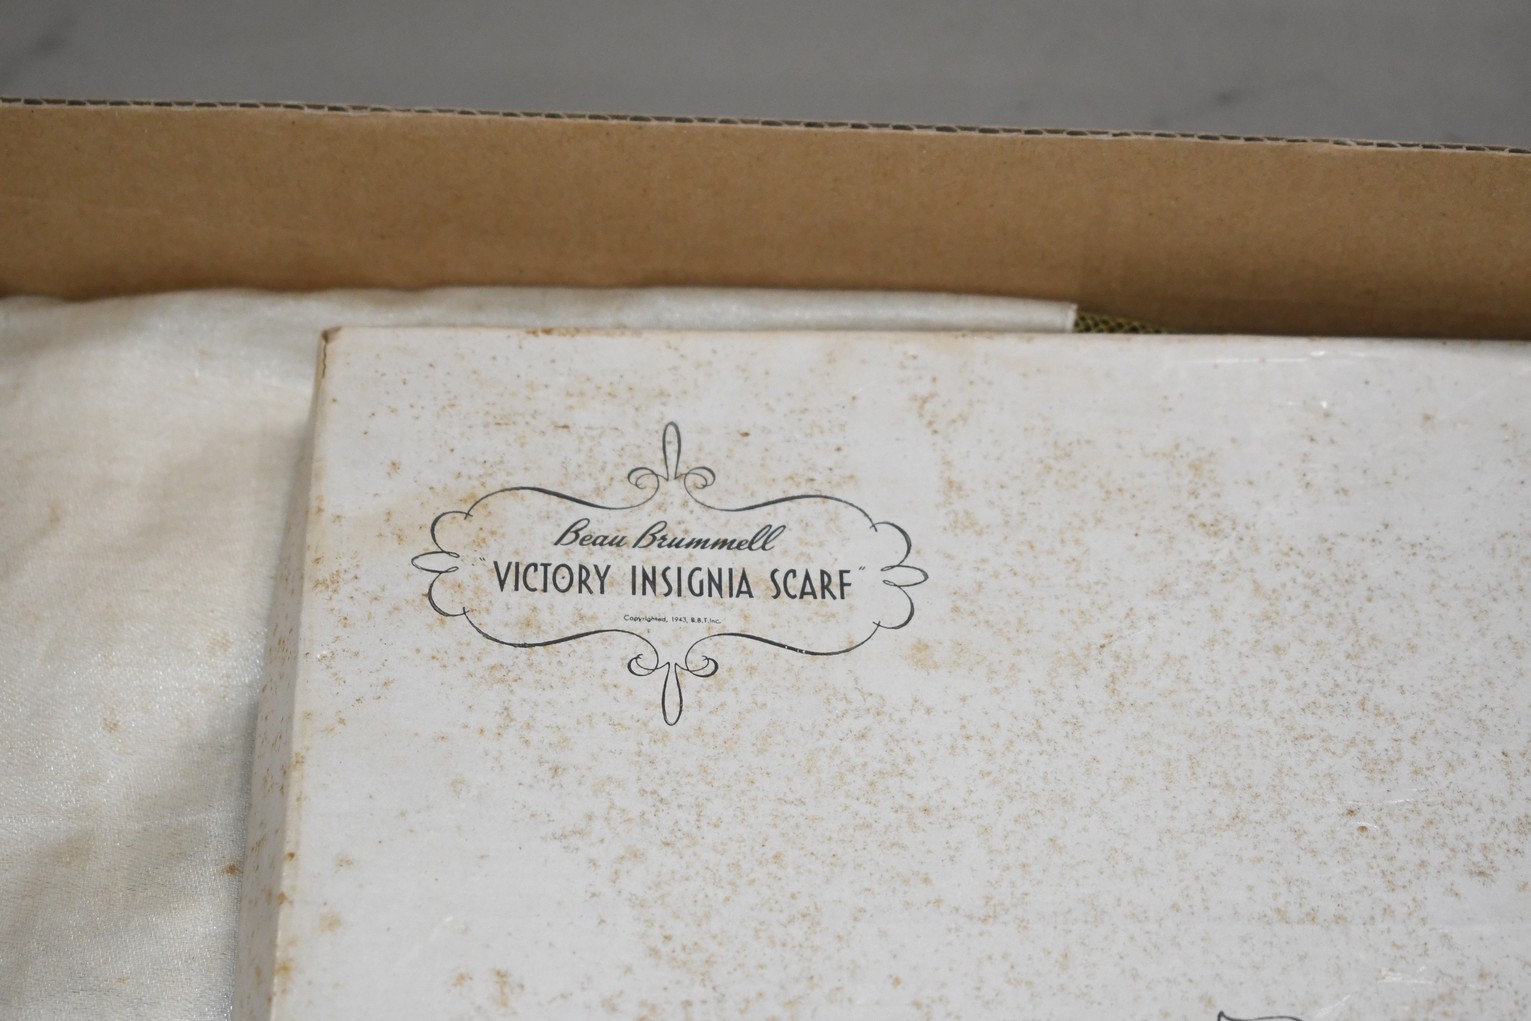 Beau Brummell
"VICTORY INSIGNIA SCARF"
Copyrighted, 1943, B.B.T. Inc.